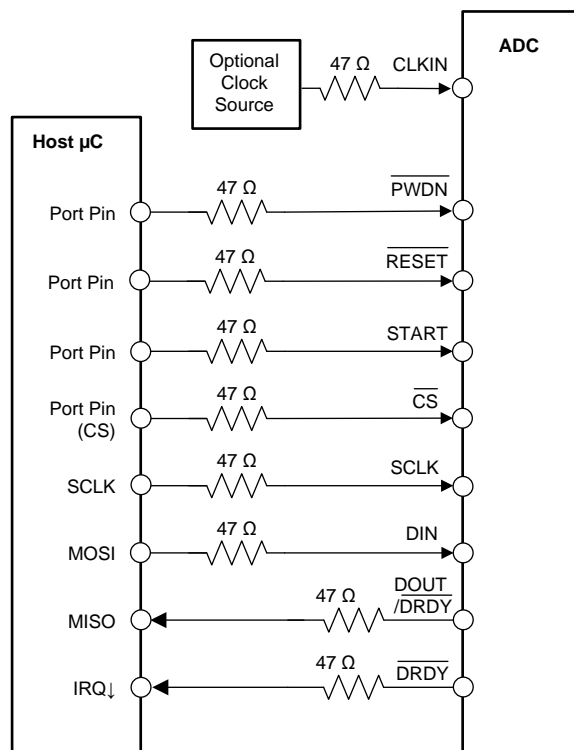 ADC
Optional
Clock
Source
47 Ω
CLKIN
Host µC
Port Pin
47 Ω
PWDN
Port Pin
47 Ω
RESET
Port Pin
47 Ω
START
Port Pin
(CS)
47 Ω
CS
SCLK
47 Ω
SCLK
MOSI
47 Ω
DIN
MISO
47 Ω
DOUT
/DRDY
IRQ↓
47 Ω
DRDY